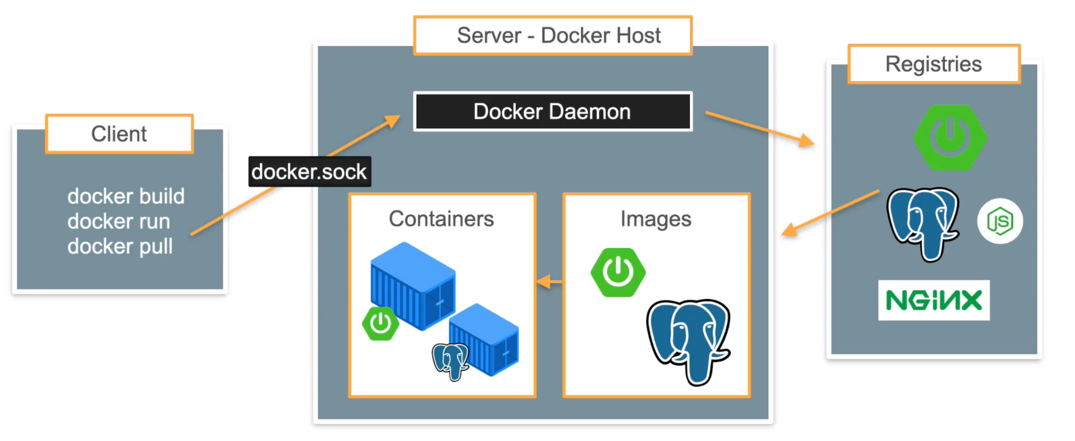 Server - Docker Host
Registries
Docker Daemon
Client
docker.sock
docker build
docker run
docker pull
Containers
Images
JS
NGINX